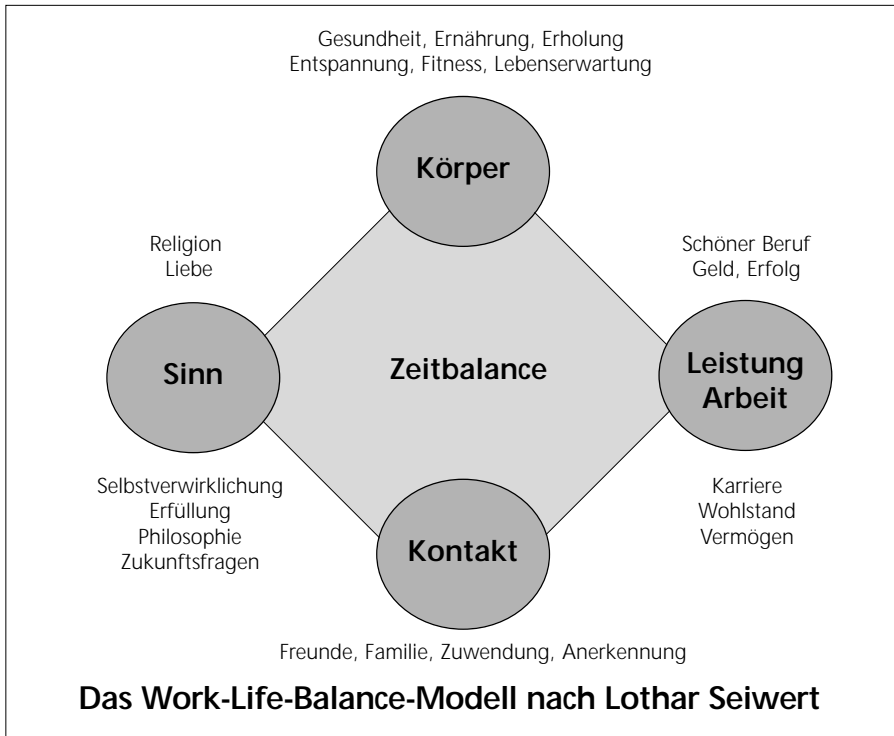 Gesundheit, Ernährung, Erholung
Entspannung, Fitness, Lebenserwartung
Körper
Religion
Liebe
Schöner Beruf
Geld, Erfolg
Sinn
Zeitbalance
Leistung
Arbeit
Selbstverwirklichung
Erfüllung
Philosophie
Zukunftsfragen
Karriere
Wohlstand
Vermögen
Kontakt
Freunde, Familie, Zuwendung, Anerkennung
Das Work-Life-Balance-Modell nach Lothar Seiwert